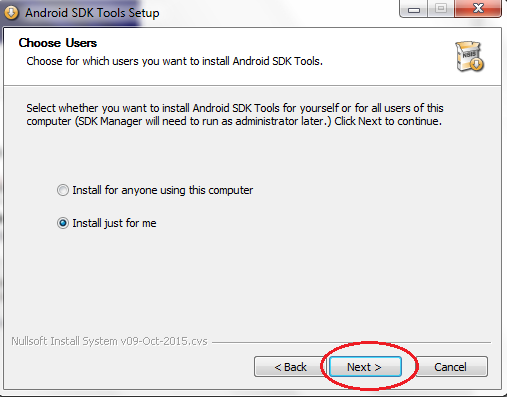 Android SDK Tools Setup
Choose Users
Choose for which users you want to install Android SDK Tools.
Select whether you want to install Android SDK Tools for yourself or for all users of this
computer (SDK Manager will need to run as administrator later.) Click Next to continue.
Install for anyone using this computer
Install just for me
Nullsoft Install System v09-Oct-2015.cvs
< Back Next > Cancel